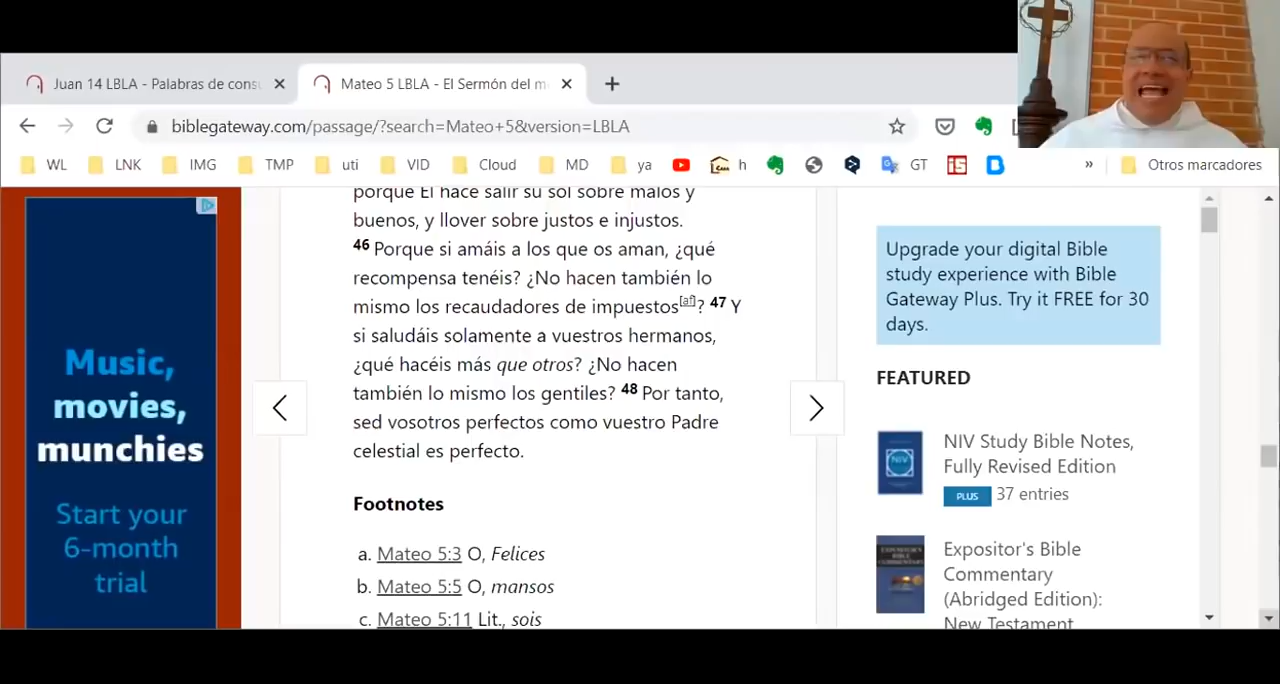 Juan 14 LBLA - Palabras de consu
Mateo 5 LBLA - El Sermón del mo
biblegateway.com/passage/?search=Mateo+5&version=LBLA
WL LNK IMG TMP uti VID Cloud MD ya h GT Otros marcadores
porque Él hace salir su sol sobre malos y
buenos, y llover sobre justos e injustos.
46 Porque si amáis a los que os aman, ¿qué
recompensa tenéis? ¿No hacen también lo
mismo los recaudadores de impuestos[af]? 47 Y
si saludáis solamente a vuestros hermanos,
¿qué hacéis más que otros? ¿No hacen
también lo mismo los gentiles? 48 Por tanto,
sed vosotros perfectos como vuestro Padre
celestial es perfecto.
Footnotes
a. Mateo 5:3 O, Felices
b. Mateo 5:5 O, mansos
c. Mateo 5:11 Lit., sois
Music,
movies,
munchies
Start your
6-month
trial
Upgrade your digital Bible
study experience with Bible
Gateway Plus. Try it FREE for 30
days.
FEATURED
NIV
NIV Study Bible Notes,
Fully Revised Edition
PLUS 37 entries
Expositor's Bible
Commentary
(Abridged Edition):
New Testament